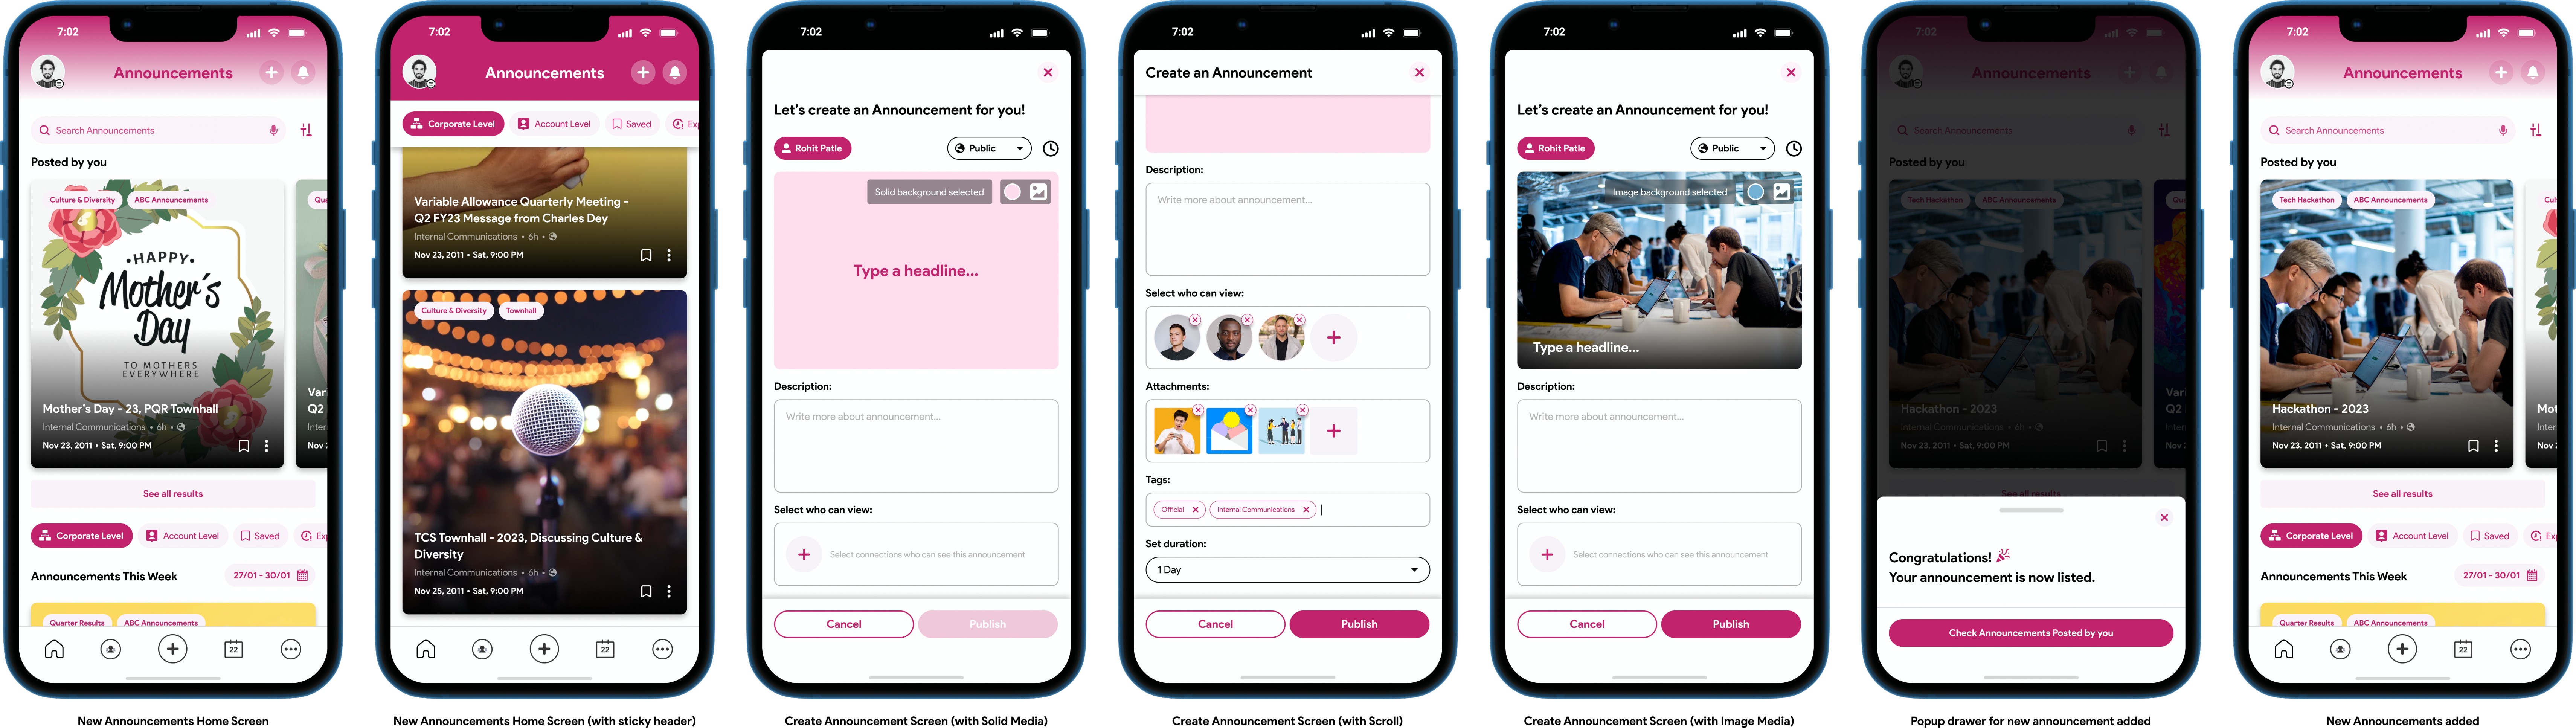 7:02
Announcements
Search Announcements
Posted by you
Culture & Diversity
ABC Announcements
Qua
•HAPPY•
Mother's
Day
TO MOTHERS
EVERYWHERE
Mother's Day - 23, PQR Townhall
Internal Communications • 6h •
Nov 23, 2011 • Sat, 9:00 PM
Vari
Q2
Intern
Nov 2
See all results
Corporate Level
Account Level
Saved
Exp
Announcements This Week
27/01 - 30/01
Quarter Results
ABC Announcements
22
New Announcements Home Screen
7:02
Announcements
Corporate Level
Account Level
Saved
Exp
Variable Allowance Quarterly Meeting -
Q2 FY23 Message from Charles Dey
Internal Communications • 6h •
Nov 23, 2011 • Sat, 9:00 PM
Culture & Diversity
Townhall
TCS Townhall - 2023, Discussing Culture &
Diversity
Internal Communications • 6h •
Nov 25, 2011 • Sat, 9:00 PM
22
New Announcements Home Screen (with sticky header)
7:02
Let's create an Announcement for you!
Rohit Patle
Public
Solid background selected
Type a headline...
Description:
Write more about announcement...
Select who can view:
Select connections who can see this announcement
Cancel
Publish
Create Announcement Screen (with Solid Media)
7:02
Create an Announcement
Description:
Write more about announcement...
Select who can view:
Attachments:
Tags:
Official
Internal Communications
Set duration:
1 Day
Cancel
Publish
Create Announcement Screen (with Scroll)
7:02
Let's create an Announcement for you!
Rohit Patle
Public
Image background selected
Type a headline...
Description:
Write more about announcement...
Select who can view:
Select connections who can see this announcement
Cancel
Publish
Create Announcement Screen (with Image Media)
7:02
Announcements
Search Announcements
Posted by you
Tech Hackathon
ABC Announcements
Qua
Hackathon - 2023
Internal Communications • 6h •
Nov 23, 2011 • Sat, 9:00 PM
Vari
Q2
Intern
Nov 2
See all results
Congratulations!
Your announcement is now listed.
Check Announcements Posted by you
Popup drawer for new announcement added
7:02
Announcements
Search Announcements
Posted by you
Tech Hackathon
ABC Announcements
Cult
Hackathon - 2023
Internal Communications • 6h •
Nov 23, 2011 • Sat, 9:00 PM
Mot
Intern
Nov 2
See all results
Corporate Level
Account Level
Saved
Exp
Announcements This Week
27/01 - 30/01
Quarter Results
ABC Announcements
22
New Announcements added